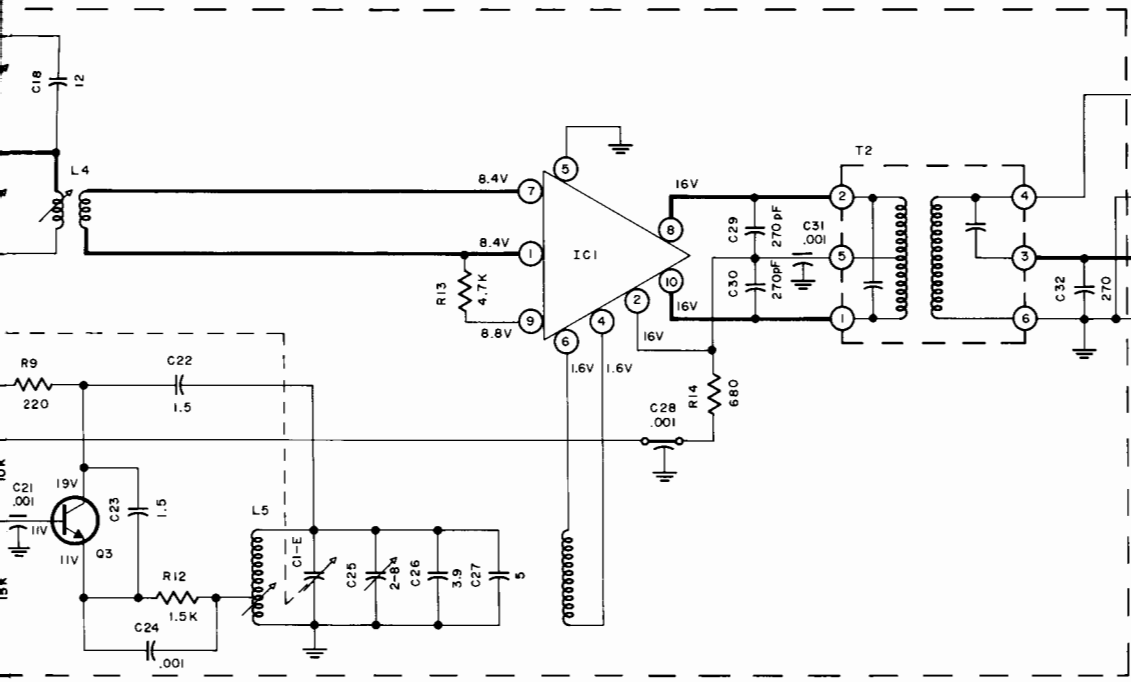 C18
12
L4
8.4V
7
5
8.4V
1
R13
4.7K
8.8V
9
IC1
6
4
2
10
8
16V
16V
16V
1.6V
1.6V
C29
270 pF
C30
270pF
C31
.001
T2
2
5
1
4
3
6
C32
270
R14
680
C28
.001
R9
220
C22
1.5
10K
C21
.001
11V
19V
11V
Q3
C23
1.5
15K
R12
1.5K
C24
.001
L5
C1-E
C25
2-8
C26
3.9
C27
5